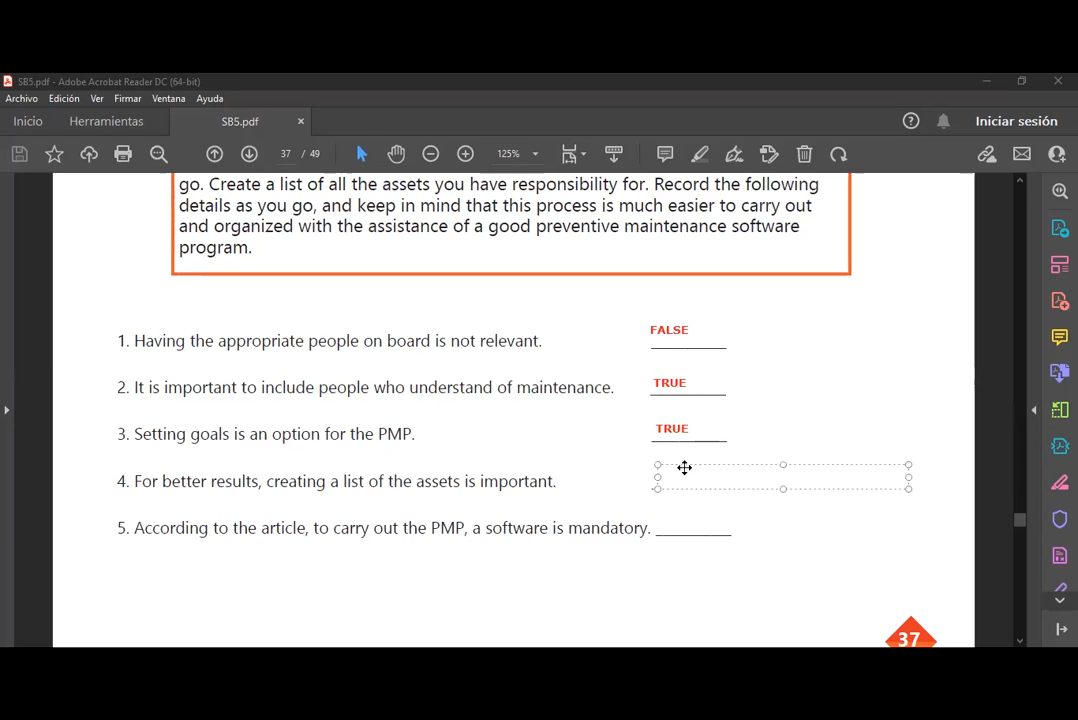 SB5.pdf - Adobe Acrobat Reader DC (64-bit)
Archivo Edición Ver Firmar Ventana Ayuda
Inicio Herramientas SB5.pdf × Iniciar sesión
37 / 49 125%
go. Create a list of all the assets you have responsibility for. Record the following
details as you go, and keep in mind that this process is much easier to carry out
and organized with the assistance of a good preventive maintenance software
program.
1. Having the appropriate people on board is not relevant. FALSE
2. It is important to include people who understand of maintenance. TRUE
3. Setting goals is an option for the PMP. TRUE
4. For better results, creating a list of the assets is important.
5. According to the article, to carry out the PMP, a software is mandatory. __________
37